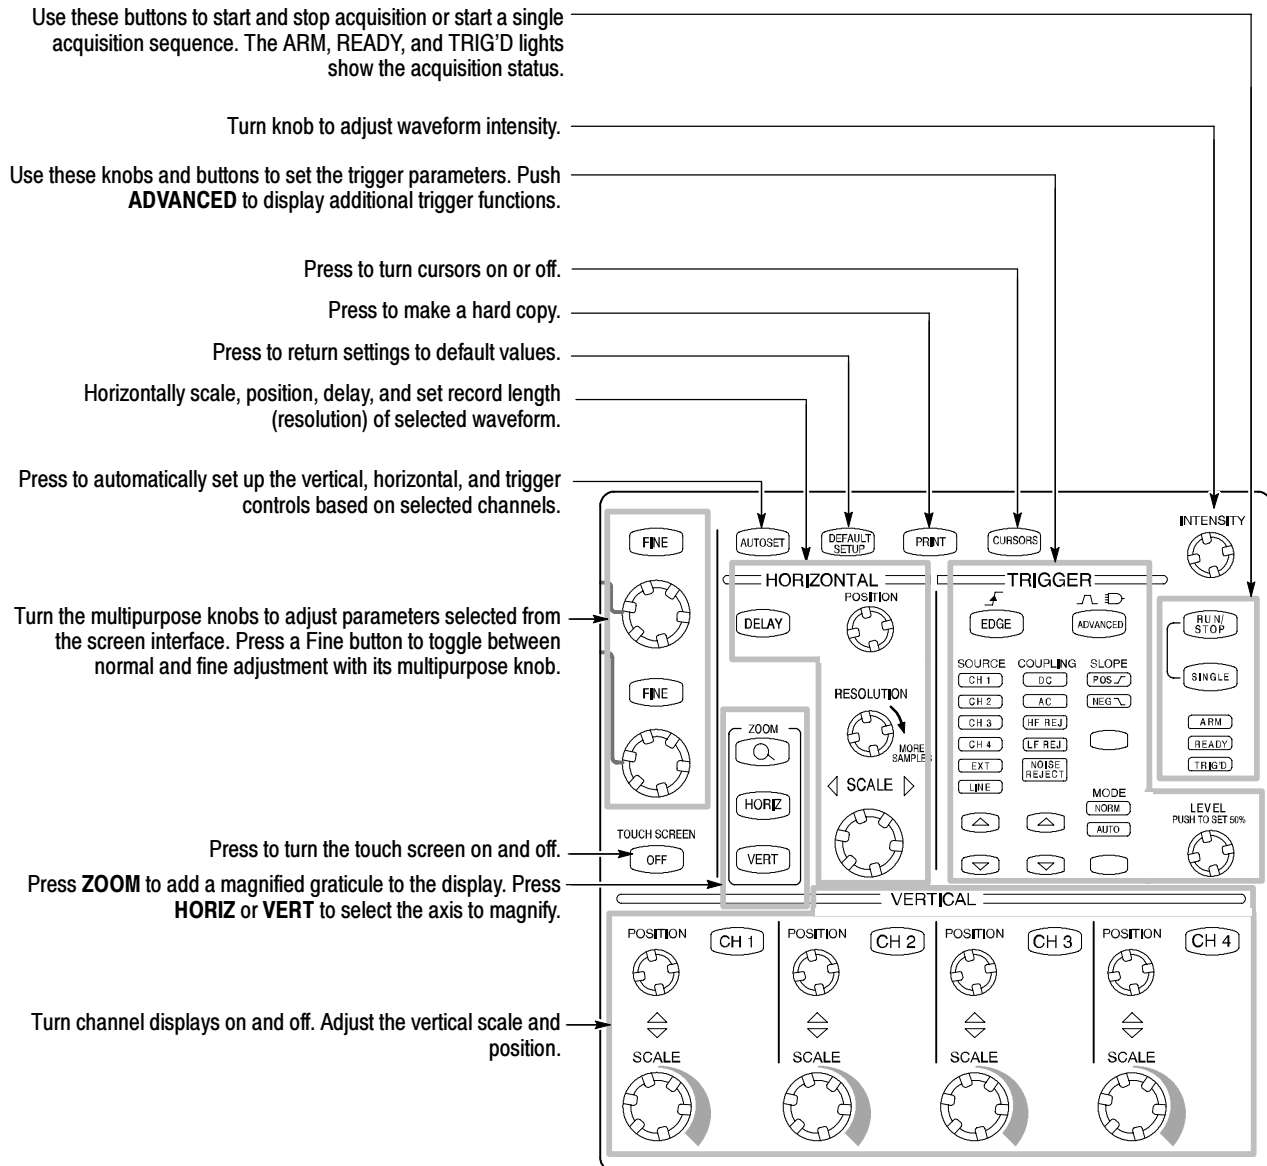 Use these buttons to start and stop acquisition or start a single
acquisition sequence. The ARM, READY, and TRIG’D lights
show the acquisition status.
Turn knob to adjust waveform intensity.
Use these knobs and buttons to set the trigger parameters. Push
ADVANCED to display additional trigger functions.
Press to turn cursors on or off.
Press to make a hard copy.
Press to return settings to default values.
Horizontally scale, position, delay, and set record length
(resolution) of selected waveform.
Press to automatically set up the vertical, horizontal, and trigger
controls based on selected channels.
Turn the multipurpose knobs to adjust parameters selected from
the screen interface. Press a Fine button to toggle between
normal and fine adjustment with its multipurpose knob.
Press to turn the touch screen on and off.
Press ZOOM to add a magnified graticule to the display. Press
HORIZ or VERT to select the axis to magnify.
Turn channel displays on and off. Adjust the vertical scale and
position.
FINE
FINE
TOUCH SCREEN
OFF
AUTOSET
DEFAULT
SETUP
PRINT
CURSORS
INTENSITY
HORIZONTAL
DELAY
POSITION
RESOLUTION
MORE
SAMPLES
SCALE
ZOOM
HORIZ
VERT
TRIGGER
EDGE
ADVANCED
SOURCE
CH 1
CH 2
CH 3
CH 4
EXT
LINE
COUPLING
DC
AC
HF REJ
LF REJ
NOISE
REJECT
SLOPE
POS
NEG
MODE
NORM
AUTO
RUN/
STOP
SINGLE
ARM
READY
TRIG'D
LEVEL
PUSH TO SET 50%
VERTICAL
POSITION
CH 1
SCALE
POSITION
CH 2
SCALE
POSITION
CH 3
SCALE
POSITION
CH 4
SCALE